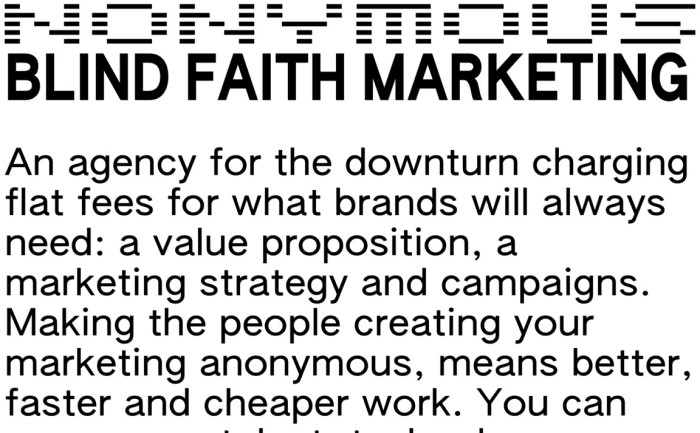 NONYMOUS
BLIND FAITH MARKETING
An agency for the downturn charging
flat fees for what brands will always
need: a value proposition, a
marketing strategy and campaigns.
Making the people creating your
marketing anonymous, means better,
faster and cheaper work. You can